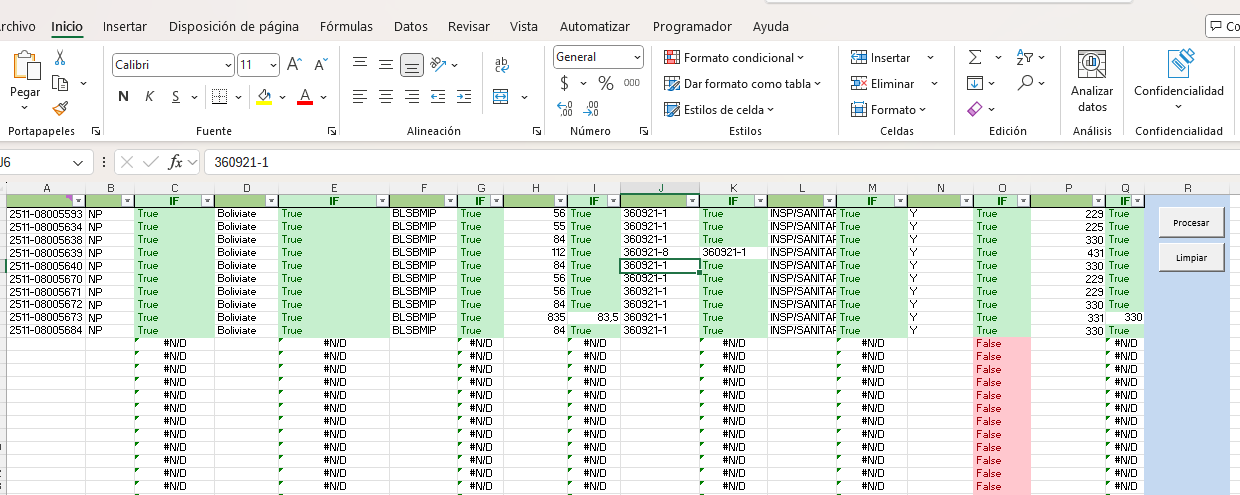 rchivo Inicio Insertar Disposición de página Fórmulas Datos Revisar Vista Automatizar Programador Ayuda Co
Pegar
Calibri 11
N K S A
ab
General
$ % 000
Formato condicional
Dar formato como tabla
Estilos de celda
Insertar
Eliminar
Formato
Analizar datos
Confidencialidad
Portapapeles Fuente Alineación Número Estilos Celdas Edición Análisis Confidencialidad
J6 fx 360921-1
A B C D E F G H I J K L M N O P Q R
IF IF IF IF IF IF IF IF
2511-08005593 NP True Boliviate True BLSBMIP True 56 True 360921-1 True INSP/SANITAR True Y True 229 True
2511-08005634 NP True Boliviate True BLSBMIP True 55 True 360921-1 True INSP/SANITAR True Y True 225 True
2511-08005638 NP True Boliviate True BLSBMIP True 84 True 360921-1 True INSP/SANITAR True Y True 330 True
2511-08005639 NP True Boliviate True BLSBMIP True 112 True 360921-8 360921-1 INSP/SANITAR True Y True 431 True
2511-08005640 NP True Boliviate True BLSBMIP True 84 True 360921-1 True INSP/SANITAR True Y True 330 True
2511-08005670 NP True Boliviate True BLSBMIP True 56 True 360921-1 True INSP/SANITAR True Y True 229 True
2511-08005671 NP True Boliviate True BLSBMIP True 56 True 360921-1 True INSP/SANITAR True Y True 229 True
2511-08005672 NP True Boliviate True BLSBMIP True 84 True 360921-1 True INSP/SANITAR True Y True 330 True
2511-08005673 NP True Boliviate True BLSBMIP True 835 83,5 360921-1 True INSP/SANITAR True Y True 331 330
2511-08005684 NP True Boliviate True BLSBMIP True 84 True 360921-1 True INSP/SANITAR True Y True 330 True
Procesar
Limpiar
#N/D #N/D #N/D #N/D #N/D #N/D False #N/D
#N/D #N/D #N/D #N/D #N/D #N/D False #N/D
#N/D #N/D #N/D #N/D #N/D #N/D False #N/D
#N/D #N/D #N/D #N/D #N/D #N/D False #N/D
#N/D #N/D #N/D #N/D #N/D #N/D False #N/D
#N/D #N/D #N/D #N/D #N/D #N/D False #N/D
#N/D #N/D #N/D #N/D #N/D #N/D False #N/D
#N/D #N/D #N/D #N/D #N/D #N/D False #N/D
#N/D #N/D #N/D #N/D #N/D #N/D False #N/D
#N/D #N/D #N/D #N/D #N/D #N/D False #N/D
#N/D #N/D #N/D #N/D #N/D #N/D False #N/D
#N/D #N/D #N/D #N/D #N/D #N/D False #N/D